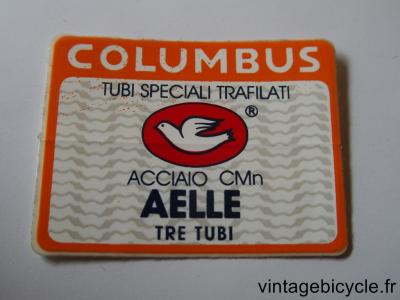 COLUMBUS
TUBI SPECIALI TRAFILATI
®
ACCIAIO CMn
AELLE
TRE TUBI
vintagebicycle.fr